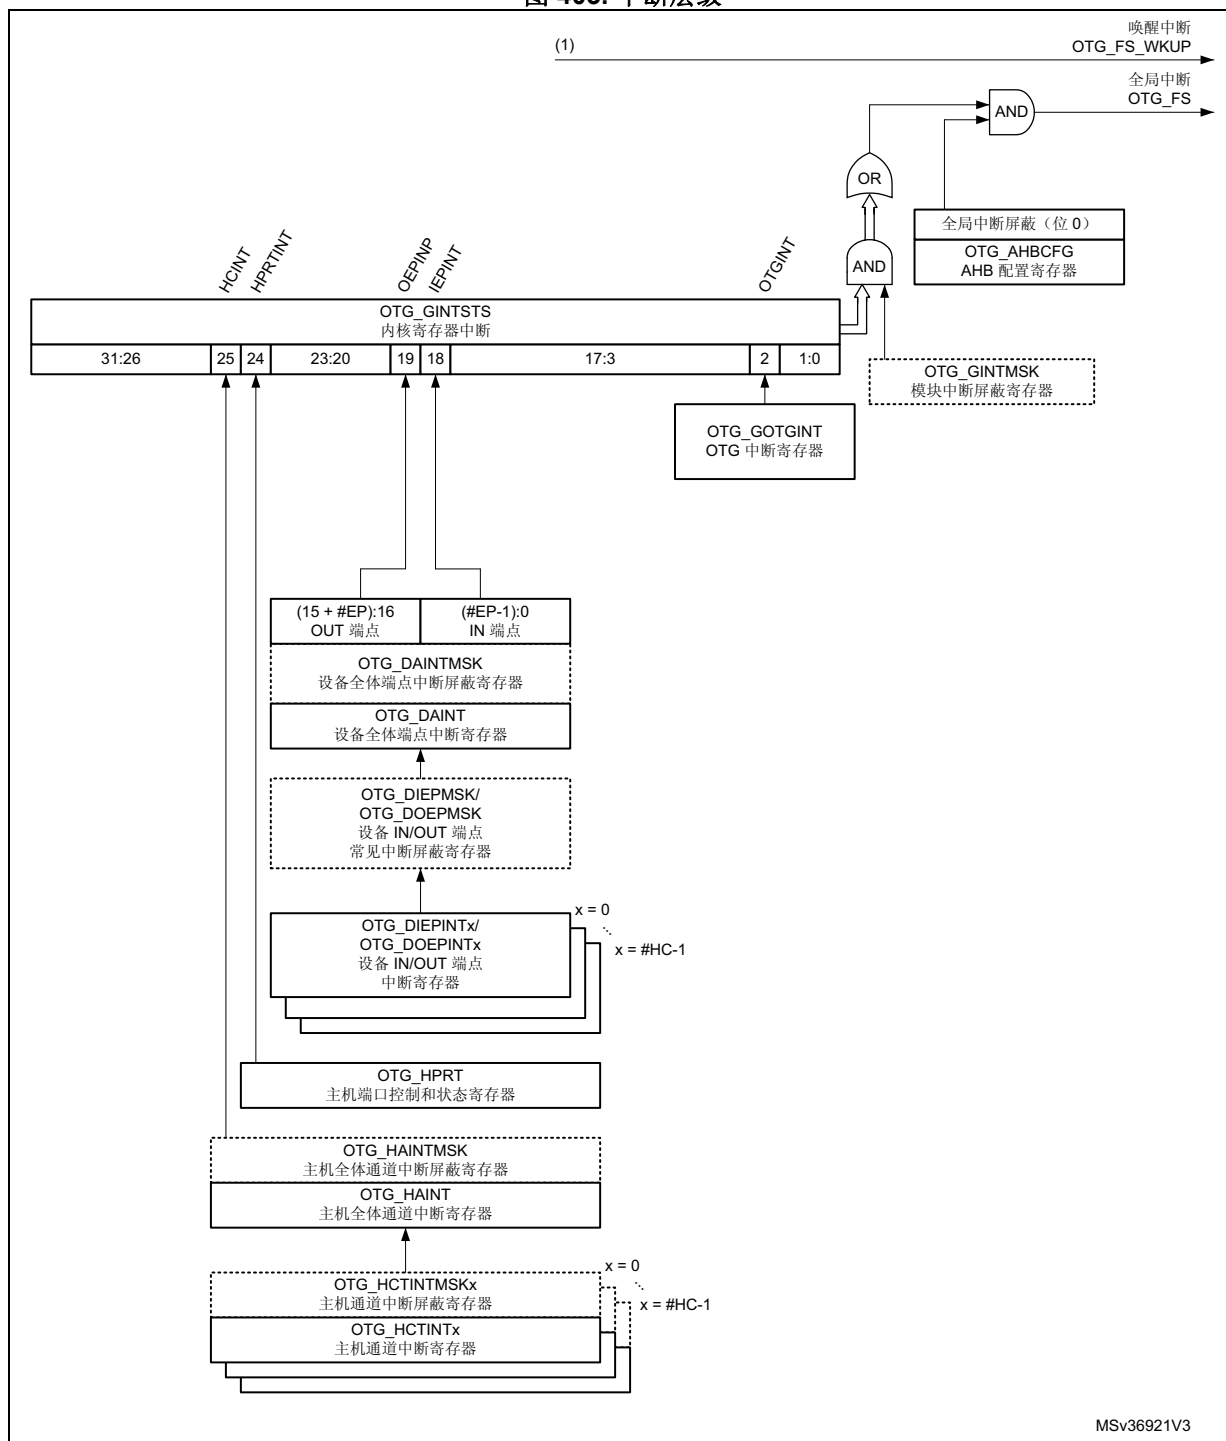 唤醒中断
(1)
OTG_FS_WKUP
全局中断
OTG_FS
AND
OR
全局中断屏蔽（位 0）
OTG_AHBCFG
AHB 配置寄存器
AND
HCINT
HPRTINT
OEPINP
IEPINT
OTGINT
OTG_GINTSTS
内核寄存器中断
31:26
25
24
23:20
19
18
17:3
2
1:0
OTG_GINTMSK
模块中断屏蔽寄存器
OTG_GOTGINT
OTG 中断寄存器
(15 + #EP):16
OUT 端点
(#EP-1):0
IN 端点
OTG_DAINTMSK
设备全体端点中断屏蔽寄存器
OTG_DAINT
设备全体端点中断寄存器
OTG_DIEPMSK/
OTG_DOEPMSK
设备 IN/OUT 端点
常见中断屏蔽寄存器
x = 0
OTG_DIEPINTx/
OTG_DOEPINTx
设备 IN/OUT 端点
中断寄存器
x = #HC-1
OTG_HPRT
主机端口控制和状态寄存器
OTG_HAINTMSK
主机全体通道中断屏蔽寄存器
OTG_HAINT
主机全体通道中断寄存器
x = 0
OTG_HCTINTMSKx
主机通道中断屏蔽寄存器
x = #HC-1
OTG_HCTINTx
主机通道中断寄存器
MSv36921V3